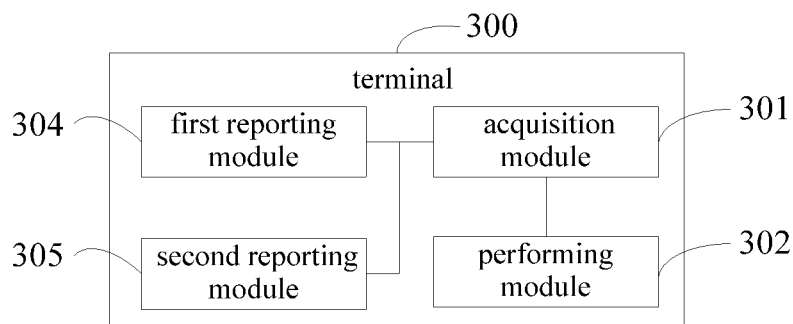 300
terminal
304
first reporting
module
acquisition
module
301
305
second reporting
module
performing
module
302